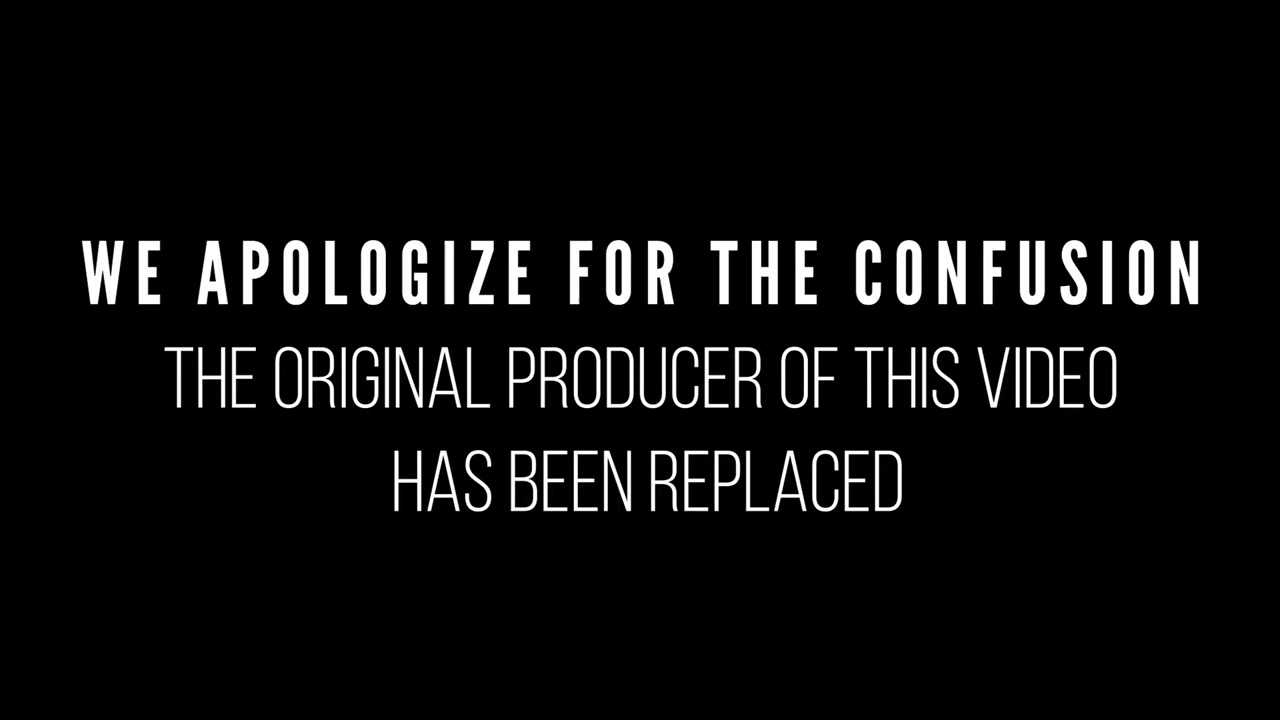 WE APOLOGIZE FOR THE CONFUSION
THE ORIGINAL PRODUCER OF THIS VIDEO
HAS BEEN REPLACED